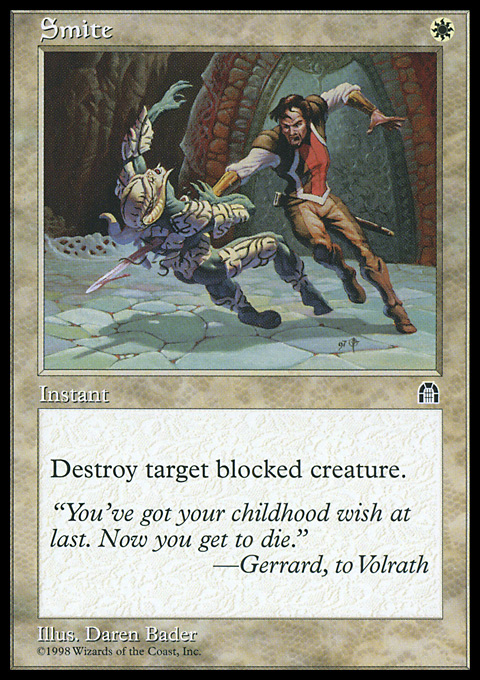 Smite
97
Instant
Destroy target blocked creature.
“You’ve got your childhood wish at
last. Now you get to die.”
—Gerrard, to Volrath
Illus. Daren Bader
©1998 Wizards of the Coast, Inc.